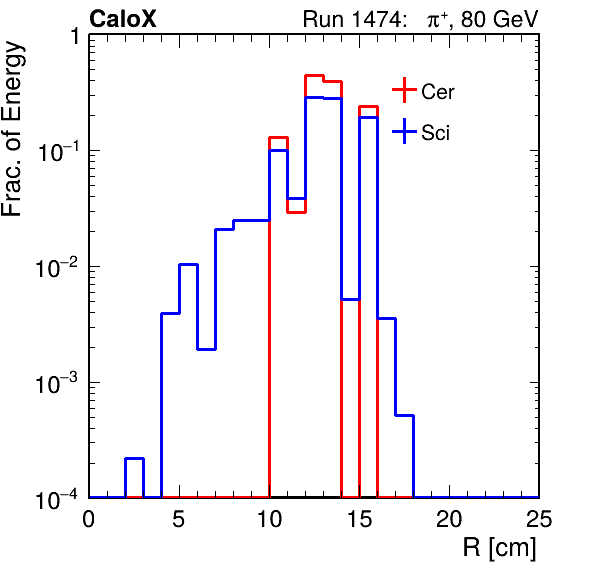 CaloX Run 1474: π⁺, 80 GeV
Frac. of Energy
1
10⁻¹
10⁻²
10⁻³
10⁻⁴
Cer
Sci
0 5 10 15 20 25
R [cm]